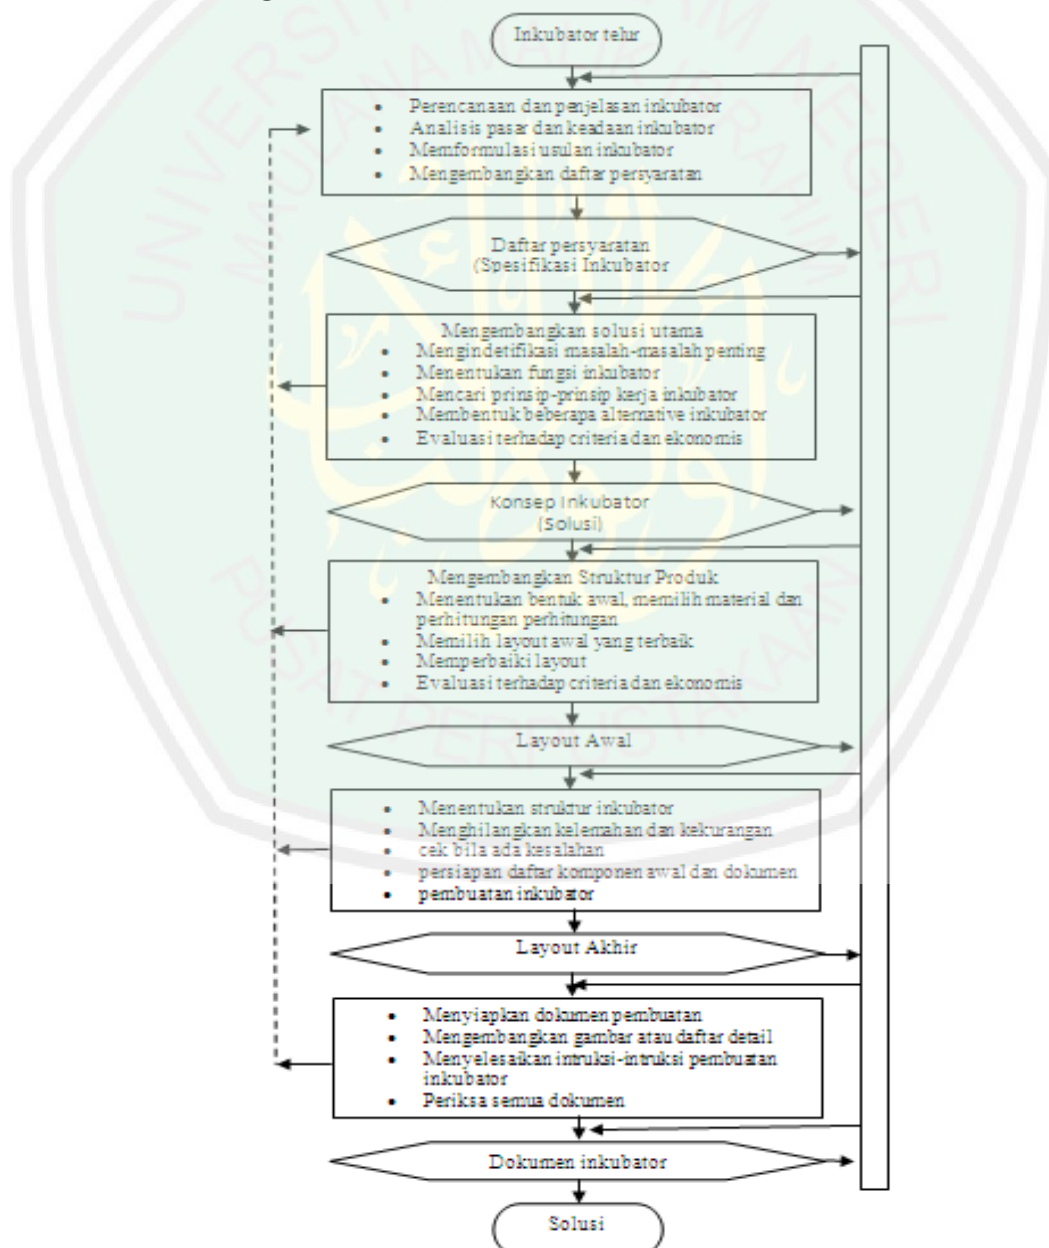 Inkubator telur
• Perencanaan dan penjelasan inkubator
• Analisis pasar dan keadaan inkubator
• Memformulasi usulan inkubator
• Mengembangkan daftar persyaratan
Daftar persyaratan
(Spesifikasi Inkubator
Mengembangkan solusi utama
• Mengindetifikasi masalah-masalah penting
• Menentukan fungsi inkubator
• Mencari prinsip-prinsip kerja inkubator
• Membentuk beberapa alternative inkubator
• Evaluasi terhadap criteria dan ekonomis
Konsep Inkubator
(Solusi)
Mengembangkan Struktur Produk
• Menentukan bentuk awal, memilih material dan
perhitungan perhitungan
• Memilih layout awal yang terbaik
• Memperbaiki layout
• Evaluasi terhadap criteria dan ekonomis
Layout Awal
• Menentukan struktur inkubator
• Menghilangkan kelemahan dan kekurangan
• cek bila ada kesalahan
• persiapan daftar komponen awal dan dokumen
• pembuatan inkubator
Layout Akhir
• Menyiapkan dokumen pembuatan
• Mengembangkan gambar atau daftar detail
• Menyelesaikan intruksi-intruksi pembuatan
inkubator
• Periksa semua dokumen
Dokumen inkubator
Solusi
PUSAT PERPUSTAKAAN